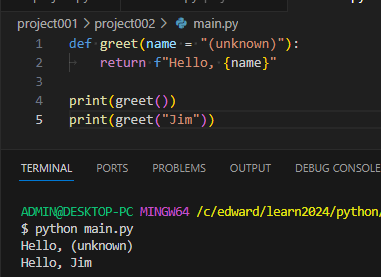 project001 > project002 > main.py
1 def greet(name = "(unknown)"):
2 return f"Hello, {name}"
3
4 print(greet())
5 print(greet("Jim"))
TERMINAL PORTS PROBLEMS OUTPUT DEBUG CONSOLE
ADMIN@DESKTOP-PC MINGW64 /c/edward/learn2024/python/
$ python main.py
Hello, (unknown)
Hello, Jim